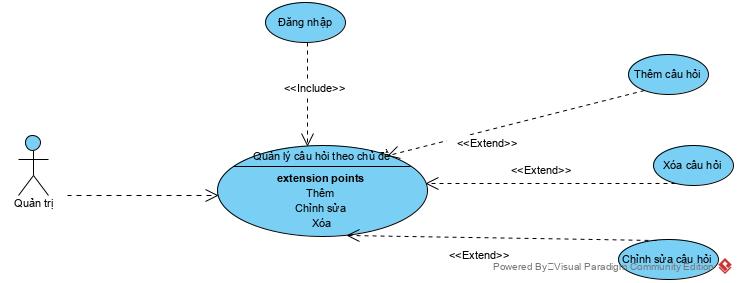 Đăng nhập
<<Include>>
Thêm câu hỏi
<<Extend>>
Quản lý câu hỏi theo chủ đề
extension points
Thêm
Chỉnh sửa
Xóa
Xóa câu hỏi
<<Extend>>
Quản trị
<<Extend>>
Chỉnh sửa câu hỏi
Powered By Visual Paradigm Community Edition